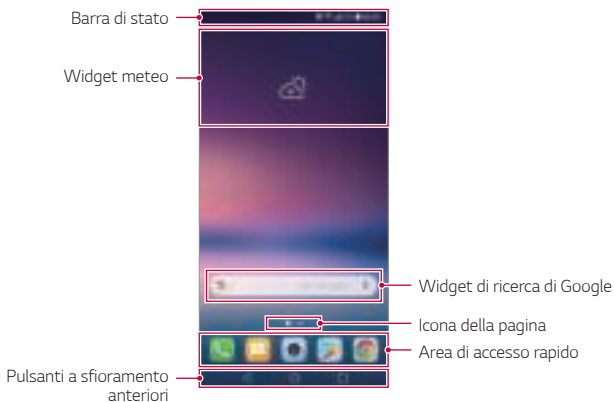 Barra di stato
Widget meteo
Widget di ricerca di Google
Icona della pagina
Area di accesso rapido
Pulsanti a sfioramento
anteriori